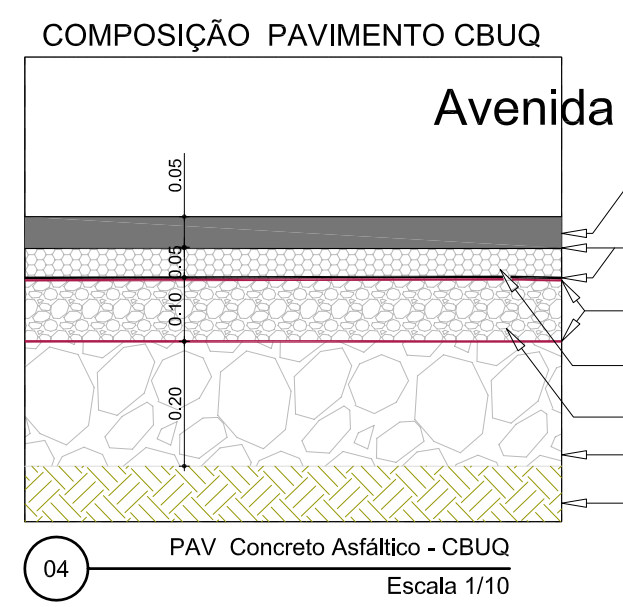 COMPOSIÇÃO PAVIMENTO CBUQ
Avenida
0.05
0.05
0.10
0.20
04
PAV Concreto Asfáltico - CBUQ
Escala 1/10